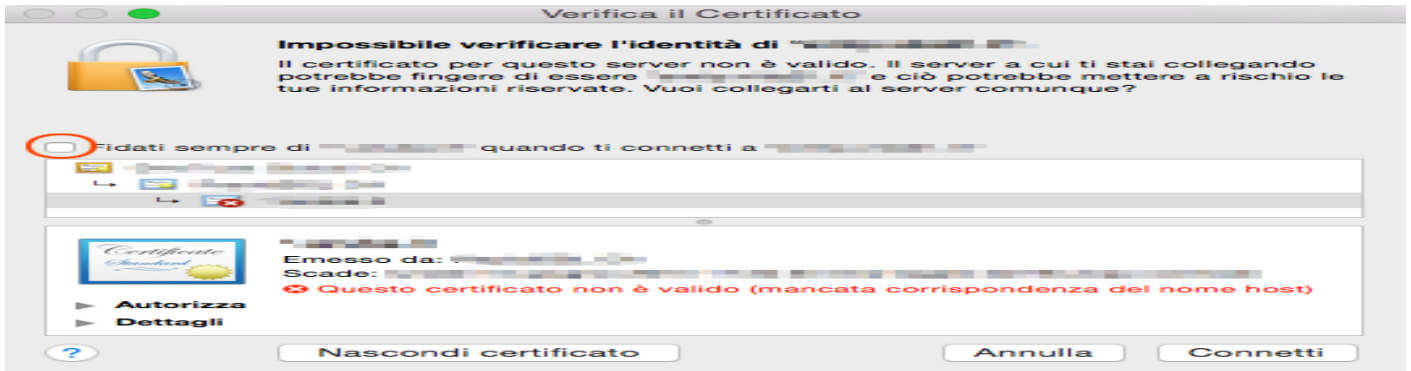 Verifica il Certificato
Impossibile verificare l'identità di "
Il certificato per questo server non è valido. Il server a cui ti stai collegando
potrebbe fingere di essere " " e ciò potrebbe mettere a rischio le
tue informazioni riservate. Vuoi collegarti al server comunque?
Fidati sempre di quando ti connetti a
Certificate
Standard
Emesso da:
Scade:
Questo certificato non è valido (mancata corrispondenza del nome host)
Autorizza
Dettagli
? Nascondi certificato Annulla Connetti